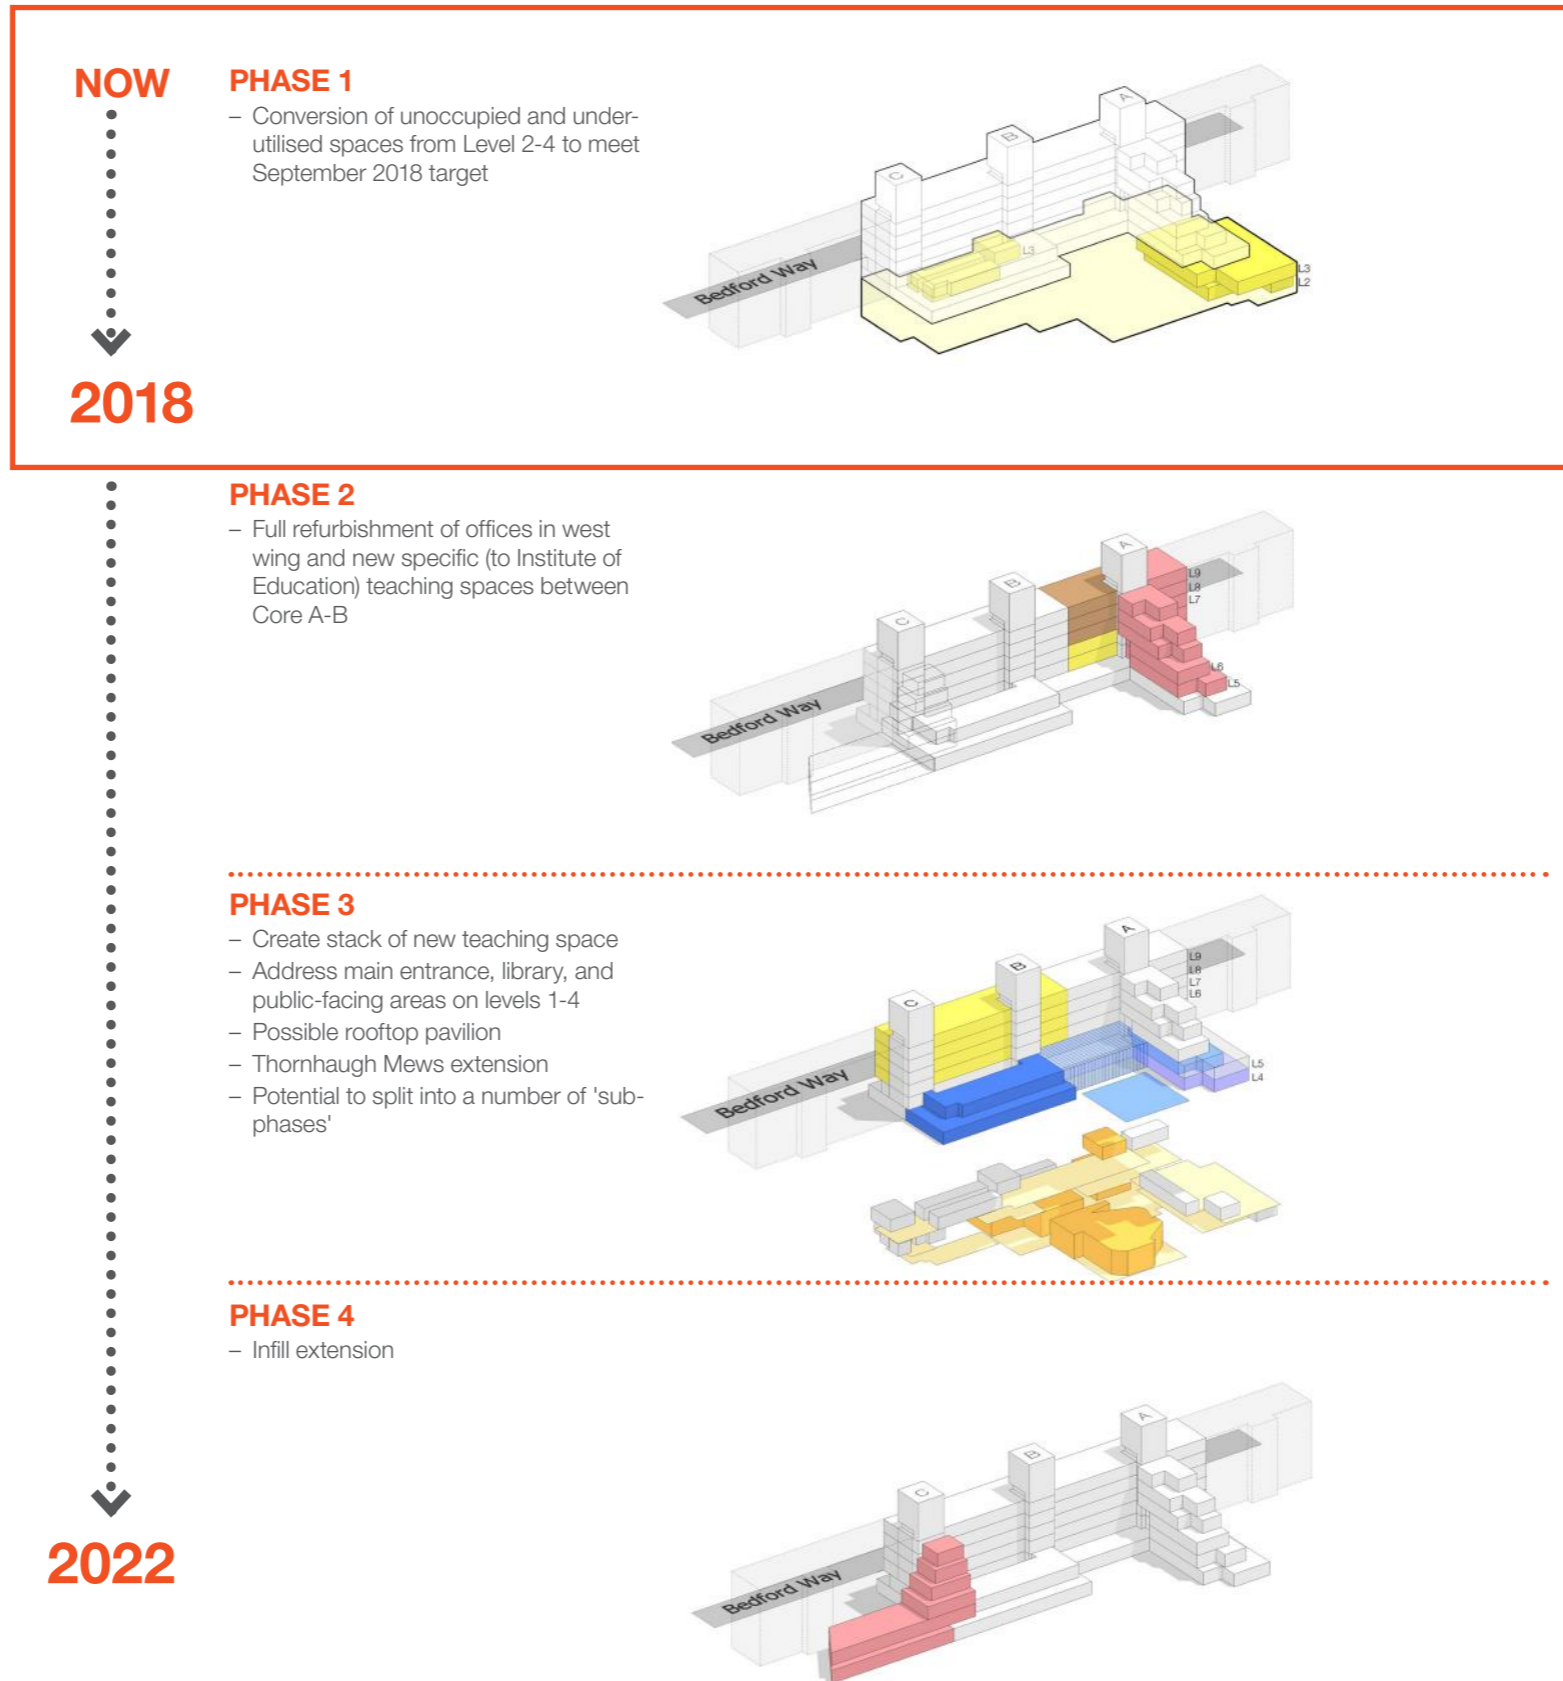 NOW
PHASE 1
– Conversion of unoccupied and under-
utilised spaces from Level 2-4 to meet
September 2018 target
A
B
C
L3
L3
L2
Bedford Way
2018
PHASE 2
– Full refurbishment of offices in west
wing and new specific (to Institute of
Education) teaching spaces between
Core A-B
A
B
C
L9
L8
L7
L6
L5
Bedford Way
PHASE 3
– Create stack of new teaching space
– Address main entrance, library, and
public-facing areas on levels 1-4
– Possible rooftop pavilion
– Thornhaugh Mews extension
– Potential to split into a number of 'sub-
phases'
A
B
C
L9
L8
L7
L6
L5
L4
Bedford Way
PHASE 4
– Infill extension
A
B
C
Bedford Way
2022